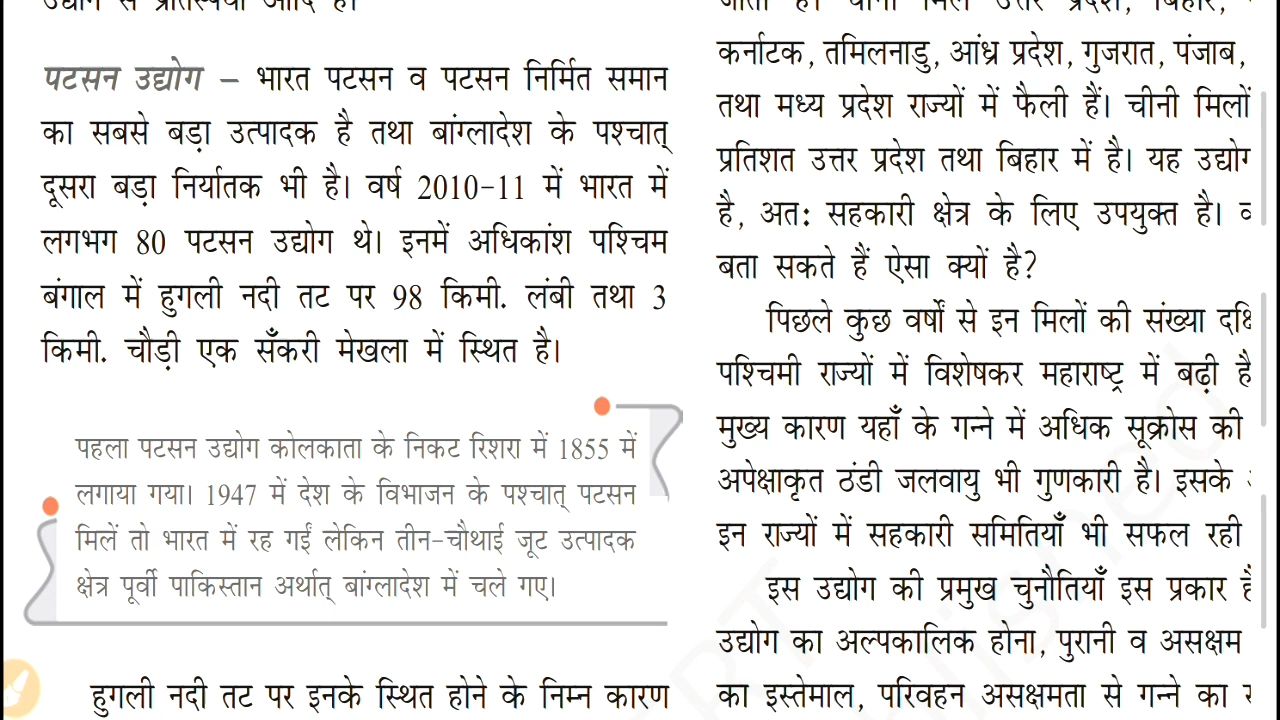 पटसन उद्योग – भारत पटसन व पटसन निर्मित समान
का सबसे बड़ा उत्पादक है तथा बांग्लादेश के पश्चात्
दूसरा बड़ा निर्यातक भी है। वर्ष 2010-11 में भारत में
लगभग 80 पटसन उद्योग थे। इनमें अधिकांश पश्चिम
बंगाल में हुगली नदी तट पर 98 किमी. लंबी तथा 3
किमी. चौड़ी एक सँकरी मेखला में स्थित है।
पहला पटसन उद्योग कोलकाता के निकट रिशरा में 1855 में
लगाया गया। 1947 में देश के विभाजन के पश्चात् पटसन
मिलें तो भारत में रह गईं लेकिन तीन-चौथाई जूट उत्पादक
क्षेत्र पूर्वी पाकिस्तान अर्थात् बांग्लादेश में चले गए।
हुगली नदी तट पर इनके स्थित होने के निम्न कारण
कर्नाटक, तमिलनाडु, आंध्र प्रदेश, गुजरात, पंजाब,
तथा मध्य प्रदेश राज्यों में फैली हैं। चीनी मिलों
प्रतिशत उत्तर प्रदेश तथा बिहार में है। यह उद्योग
है, अतः सहकारी क्षेत्र के लिए उपयुक्त है।
बता सकते हैं ऐसा क्यों है?
पिछले कुछ वर्षों से इन मिलों की संख्या
पश्चिमी राज्यों में विशेषकर महाराष्ट्र में बढ़ी है
मुख्य कारण यहाँ के गन्ने में अधिक सूक्रोस की
अपेक्षाकृत ठंडी जलवायु भी गुणकारी है। इसके
इन राज्यों में सहकारी समितियाँ भी सफल रही
इस उद्योग की प्रमुख चुनौतियाँ इस प्रकार
उद्योग का अल्पकालिक होना, पुरानी व असक्षम
का इस्तेमाल, परिवहन असक्षमता से गन्ने का